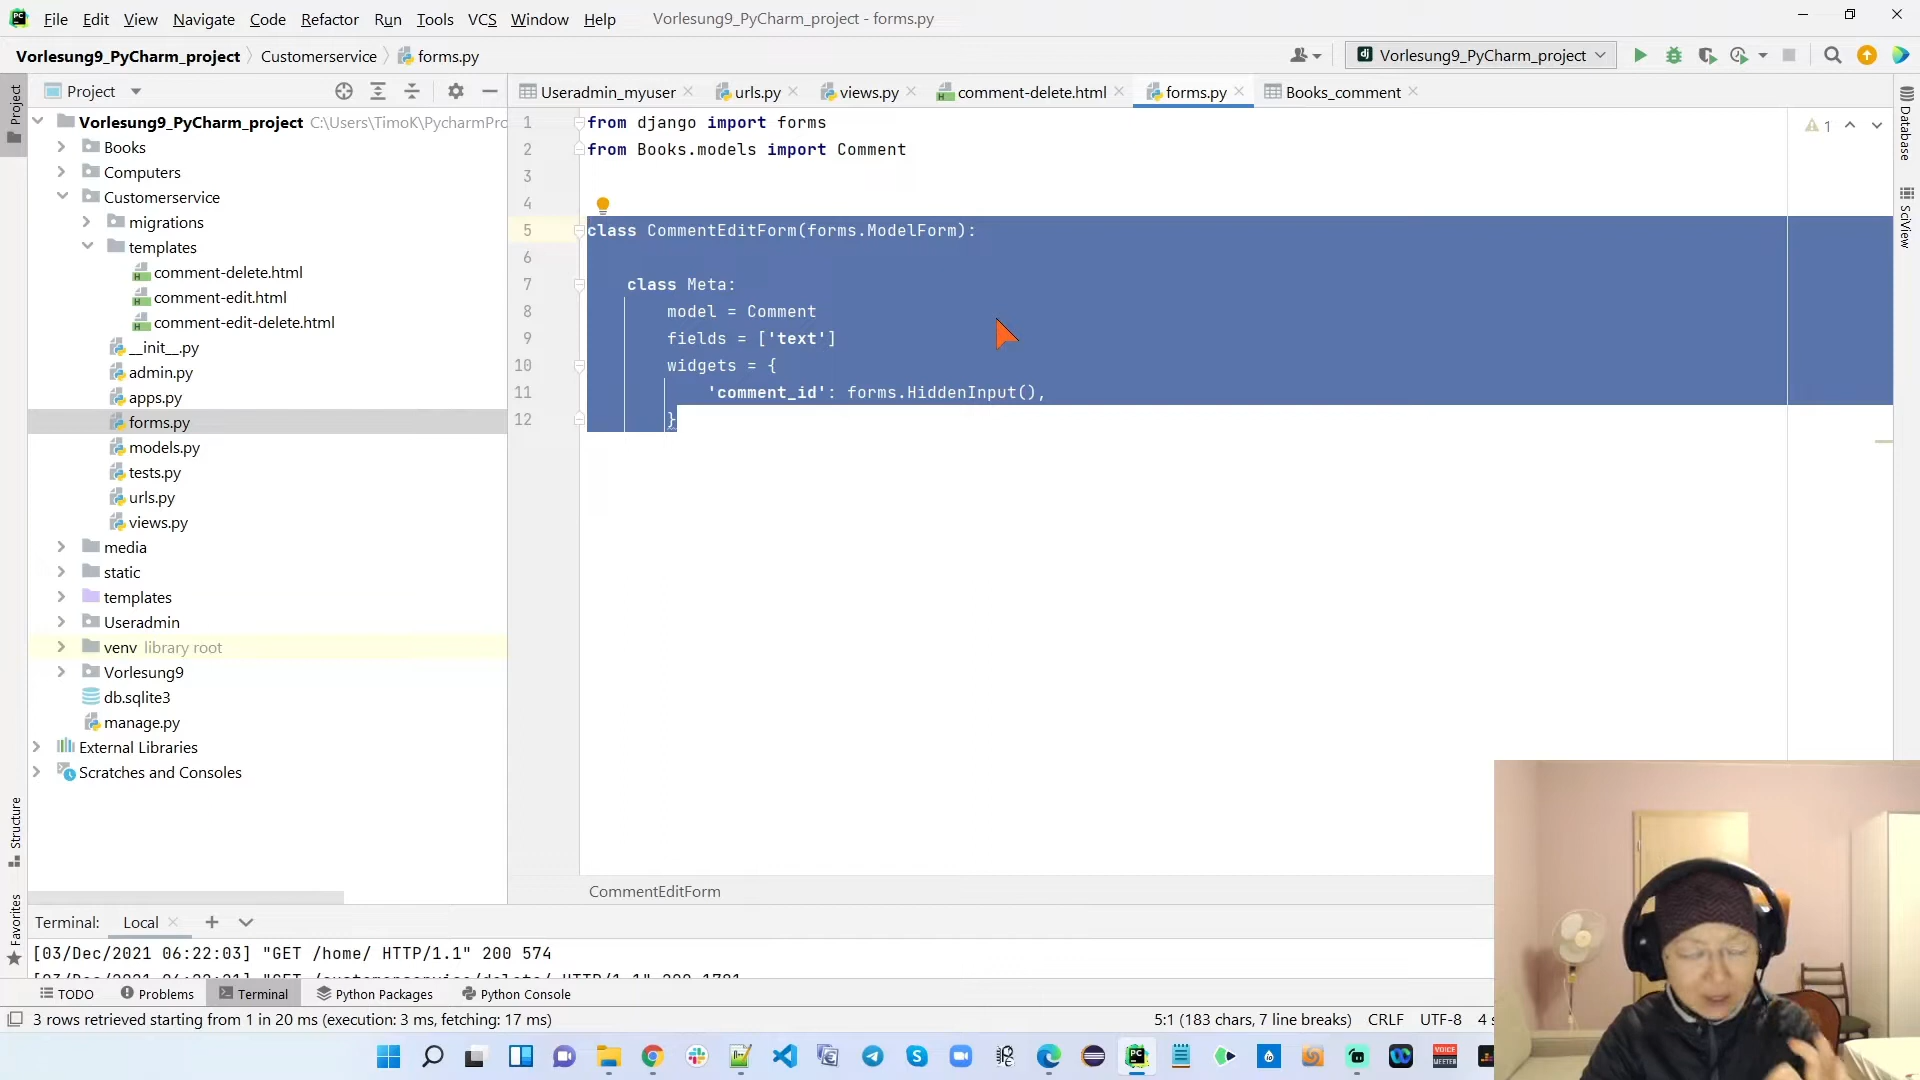 File Edit View Navigate Code Refactor Run Tools VCS Window Help Vorlesung9_PyCharm_project - forms.py
Vorlesung9_PyCharm_project Customerservice forms.py Vorlesung9_PyCharm_project
Project
Useradmin_myuser urls.py views.py comment-delete.html forms.py Books_comment
Project
Database
SciView
Structure
Favorites
Vorlesung9_PyCharm_project C:\Users\TimoK\PycharmPro
Books
Computers
Customerservice
migrations
templates
comment-delete.html
comment-edit.html
comment-edit-delete.html
__init__.py
admin.py
apps.py
forms.py
models.py
tests.py
urls.py
views.py
media
static
templates
Useradmin
venv library root
Vorlesung9
db.sqlite3
manage.py
External Libraries
Scratches and Consoles
1 from django import forms
2 from Books.models import Comment
3
4
5 class CommentEditForm(forms.ModelForm):
6
7 class Meta:
8 model = Comment
9 fields = ['text']
10 widgets = {
11 'comment_id': forms.HiddenInput(),
12 }
1
CommentEditForm
Terminal: Local
[03/Dec/2021 06:22:03] "GET /home/ HTTP/1.1" 200 574
TODO Problems Terminal Python Packages Python Console
3 rows retrieved starting from 1 in 20 ms (execution: 3 ms, fetching: 17 ms) 5:1 (183 chars, 7 line breaks) CRLF UTF-8 4